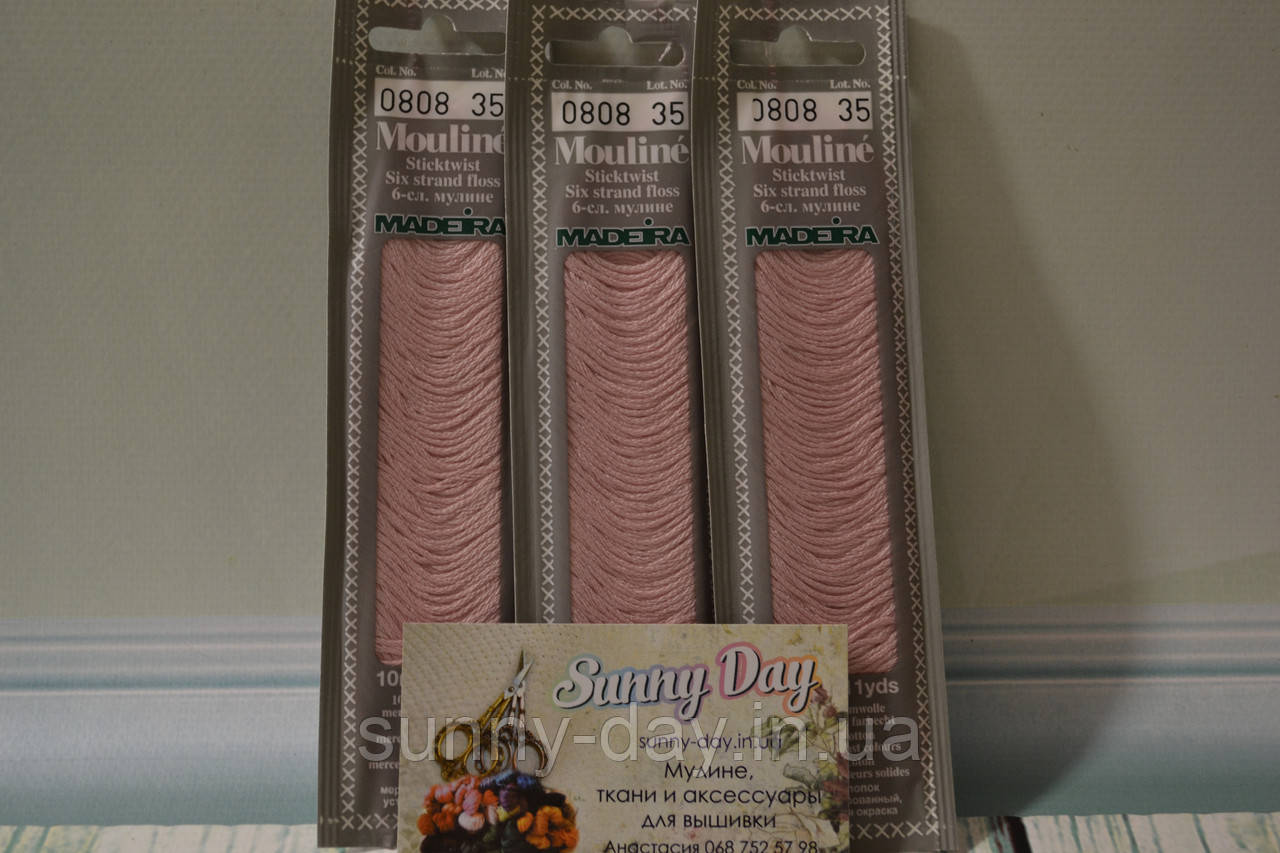 Col. No. Lot. No
0808 35
Mouliné
Sticktwist
Six strand floss
6-сл. мулине
MADEIRA
Col. No. Lot. No.
0808 35
Mouliné
Sticktwist
Six strand floss
6-сл. мулине
MADEIRA
Col. No. Lot. No.
0808 35
Mouliné
Sticktwist
Six strand floss
6-сл. мулине
MADEIRA
10
1yds
Sunny Day
sunny-day.in.ua
Мулине,
ткани и аксессуары
для вышивки
Анастасия 068 752 57 98
sunny-day.in.ua